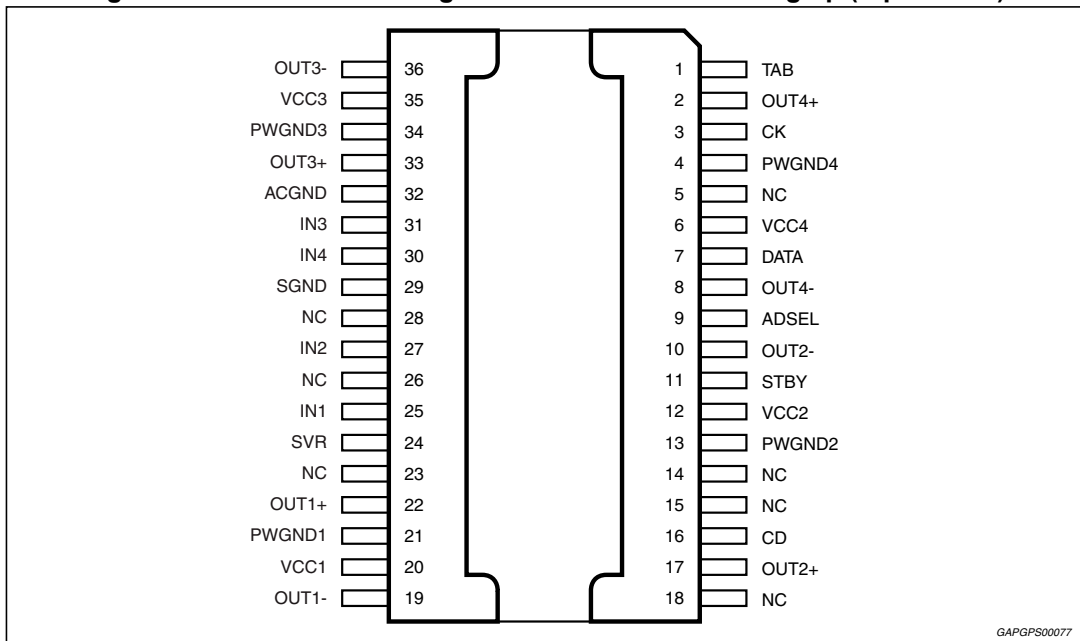 OUT3- 36 1 TAB
VCC3 35 2 OUT4+
PWGND3 34 3 CK
OUT3+ 33 4 PWGND4
ACGND 32 5 NC
IN3 31 6 VCC4
IN4 30 7 DATA
SGND 29 8 OUT4-
NC 28 9 ADSEL
IN2 27 10 OUT2-
NC 26 11 STBY
IN1 25 12 VCC2
SVR 24 13 PWGND2
NC 23 14 NC
OUT1+ 22 15 NC
PWGND1 21 16 CD
VCC1 20 17 OUT2+
OUT1- 19 18 NC
GAPGPS00077